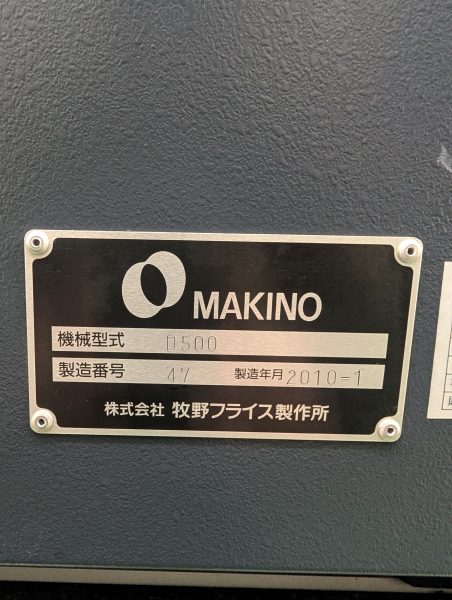 MAKINO
機械型式 D500
製造番号 47 製造年月 2010-1
株式会社 牧野フライス製作所